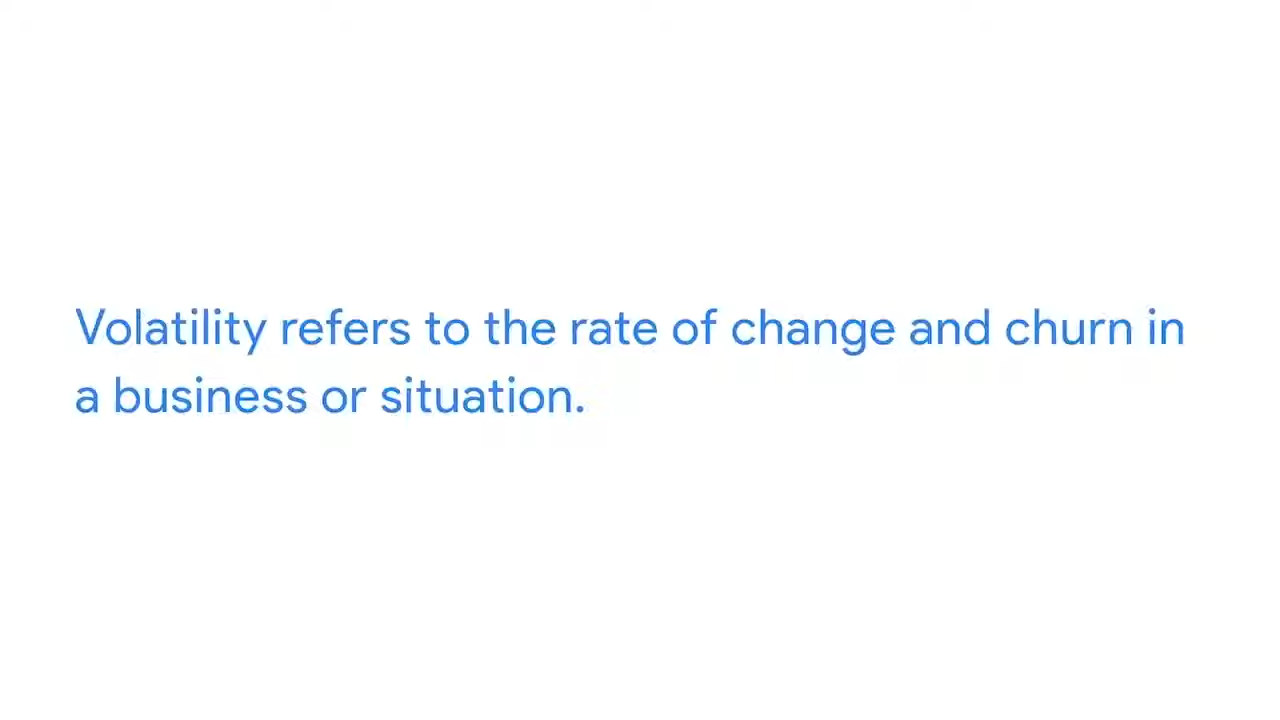 Volatility refers to the rate of change and churn in
a business or situation.